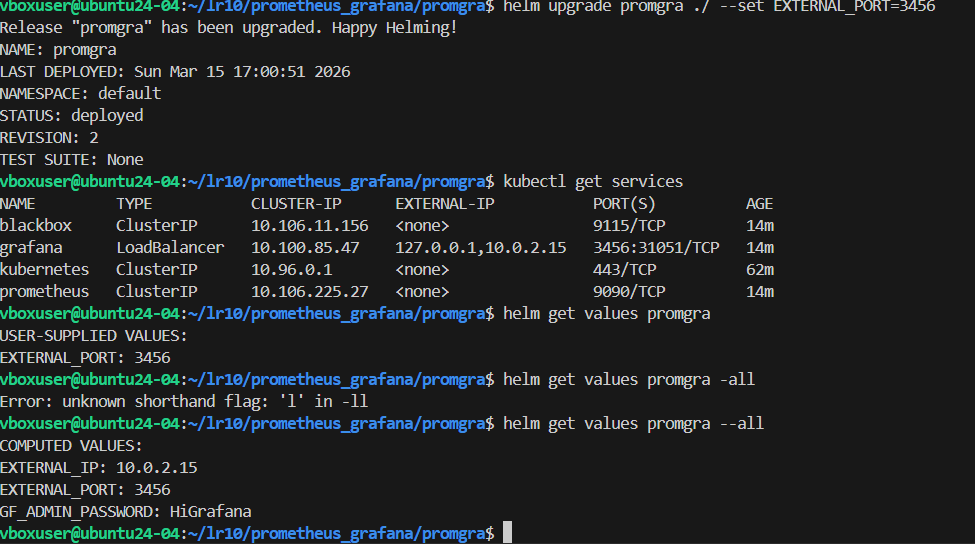 vboxuser@ubuntu24-04:~/lr10/prometheus_grafana/promgra$ helm upgrade promgra ./ --set EXTERNAL_PORT=3456
Release "promgra" has been upgraded. Happy Helming!
NAME: promgra
LAST DEPLOYED: Sun Mar 15 17:00:51 2026
NAMESPACE: default
STATUS: deployed
REVISION: 2
TEST SUITE: None
vboxuser@ubuntu24-04:~/lr10/prometheus_grafana/promgra$ kubectl get services
NAME         TYPE           CLUSTER-IP      EXTERNAL-IP           PORT(S)          AGE
blackbox     ClusterIP      10.106.11.156   <none>                9115/TCP         14m
grafana      LoadBalancer   10.100.85.47    127.0.0.1,10.0.2.15   3456:31051/TCP   14m
kubernetes   ClusterIP      10.96.0.1       <none>                443/TCP          62m
prometheus   ClusterIP      10.106.225.27   <none>                9090/TCP         14m
vboxuser@ubuntu24-04:~/lr10/prometheus_grafana/promgra$ helm get values promgra
USER-SUPPLIED VALUES:
EXTERNAL_PORT: 3456
vboxuser@ubuntu24-04:~/lr10/prometheus_grafana/promgra$ helm get values promgra -all
Error: unknown shorthand flag: 'l' in -ll
vboxuser@ubuntu24-04:~/lr10/prometheus_grafana/promgra$ helm get values promgra --all
COMPUTED VALUES:
EXTERNAL_IP: 10.0.2.15
EXTERNAL_PORT: 3456
GF_ADMIN_PASSWORD: HiGrafana
vboxuser@ubuntu24-04:~/lr10/prometheus_grafana/promgra$